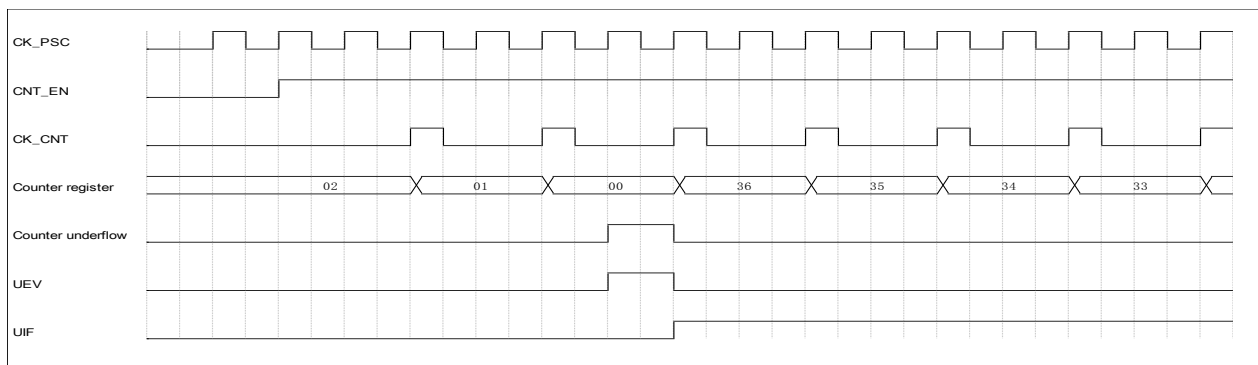 CK_PSC
CNT_EN
CK_CNT
Counter register 02 01 00 36 35 34 33
Counter underflow
UEV
UIF